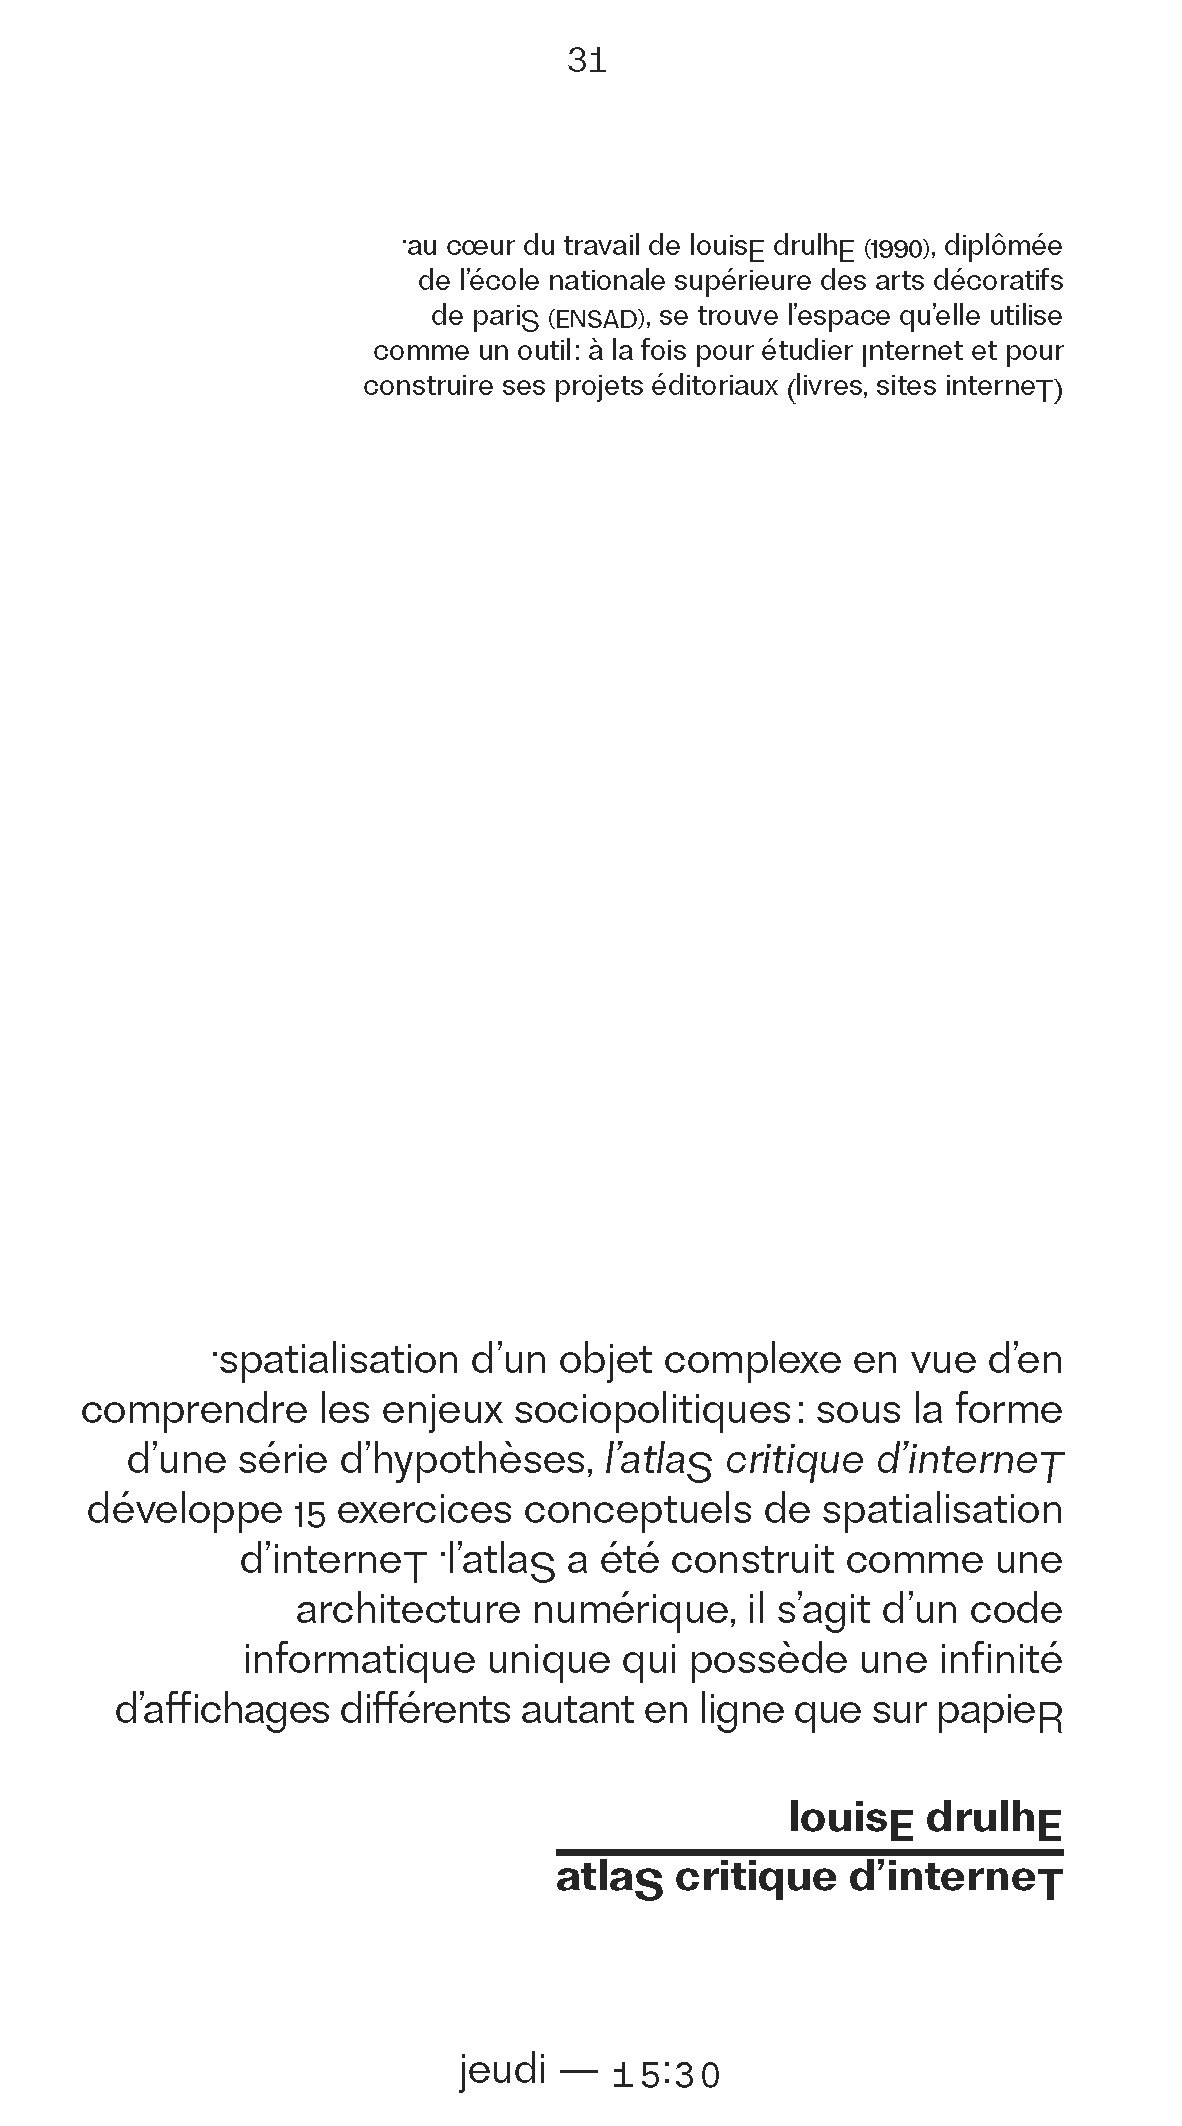 31
·au cœur du travail de louisE drulhE (1990), diplômée
de l’école nationale supérieure des arts décoratifs
de pariS (ENSAD), se trouve l’espace qu’elle utilise
comme un outil : à la fois pour étudier Internet et pour
construire ses projets éditoriaux (livres, sites interneT)
·spatialisation d’un objet complexe en vue d’en
comprendre les enjeux sociopolitiques : sous la forme
d’une série d’hypothèses, l’atlaS critique d’interneT
développe 15 exercices conceptuels de spatialisation
d’interneT ·l’atlaS a été construit comme une
architecture numérique, il s’agit d’un code
informatique unique qui possède une infinité
d’affichages différents autant en ligne que sur papieR
louisE drulhE
atlaS critique d’interneT
jeudi — 15:30